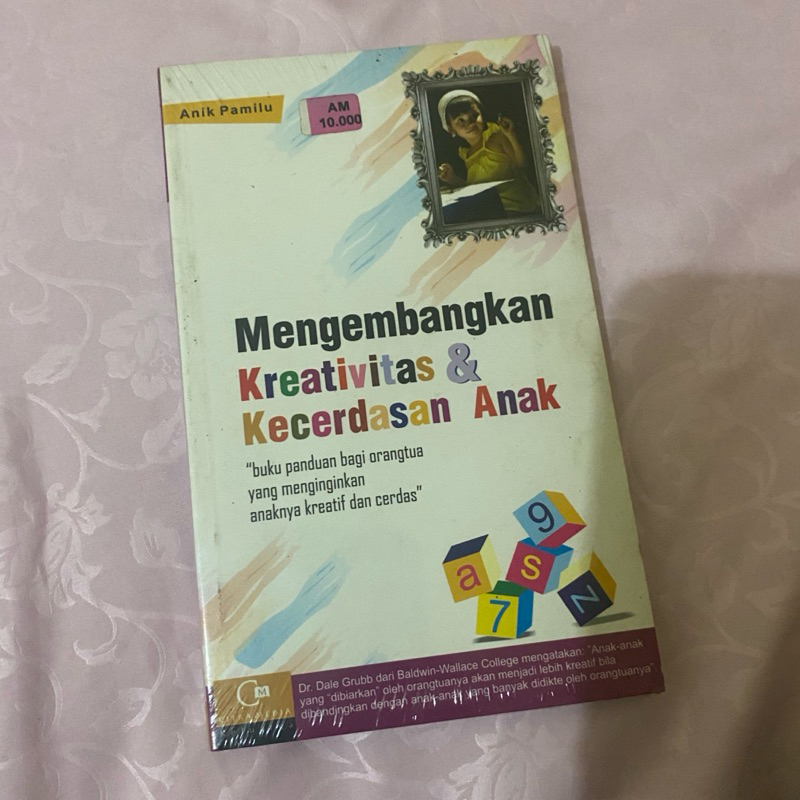 Anik Pamilu
AM
10.000
Mengembangkan
Kreativitas &
Kecerdasan Anak
"buku panduan bagi orangtua
yang menginginkan
anaknya kreatif dan cerdas"
9
a
s
z
7
Dr. Dale Grubb dari Baldwin-Wallace College mengatakan: "Anak-anak
yang "dibiarkan" oleh orangtuanya akan menjadi lebih kreatif bila
dibandingkan dengan anak-anak yang banyak didikte oleh orangtuanya"